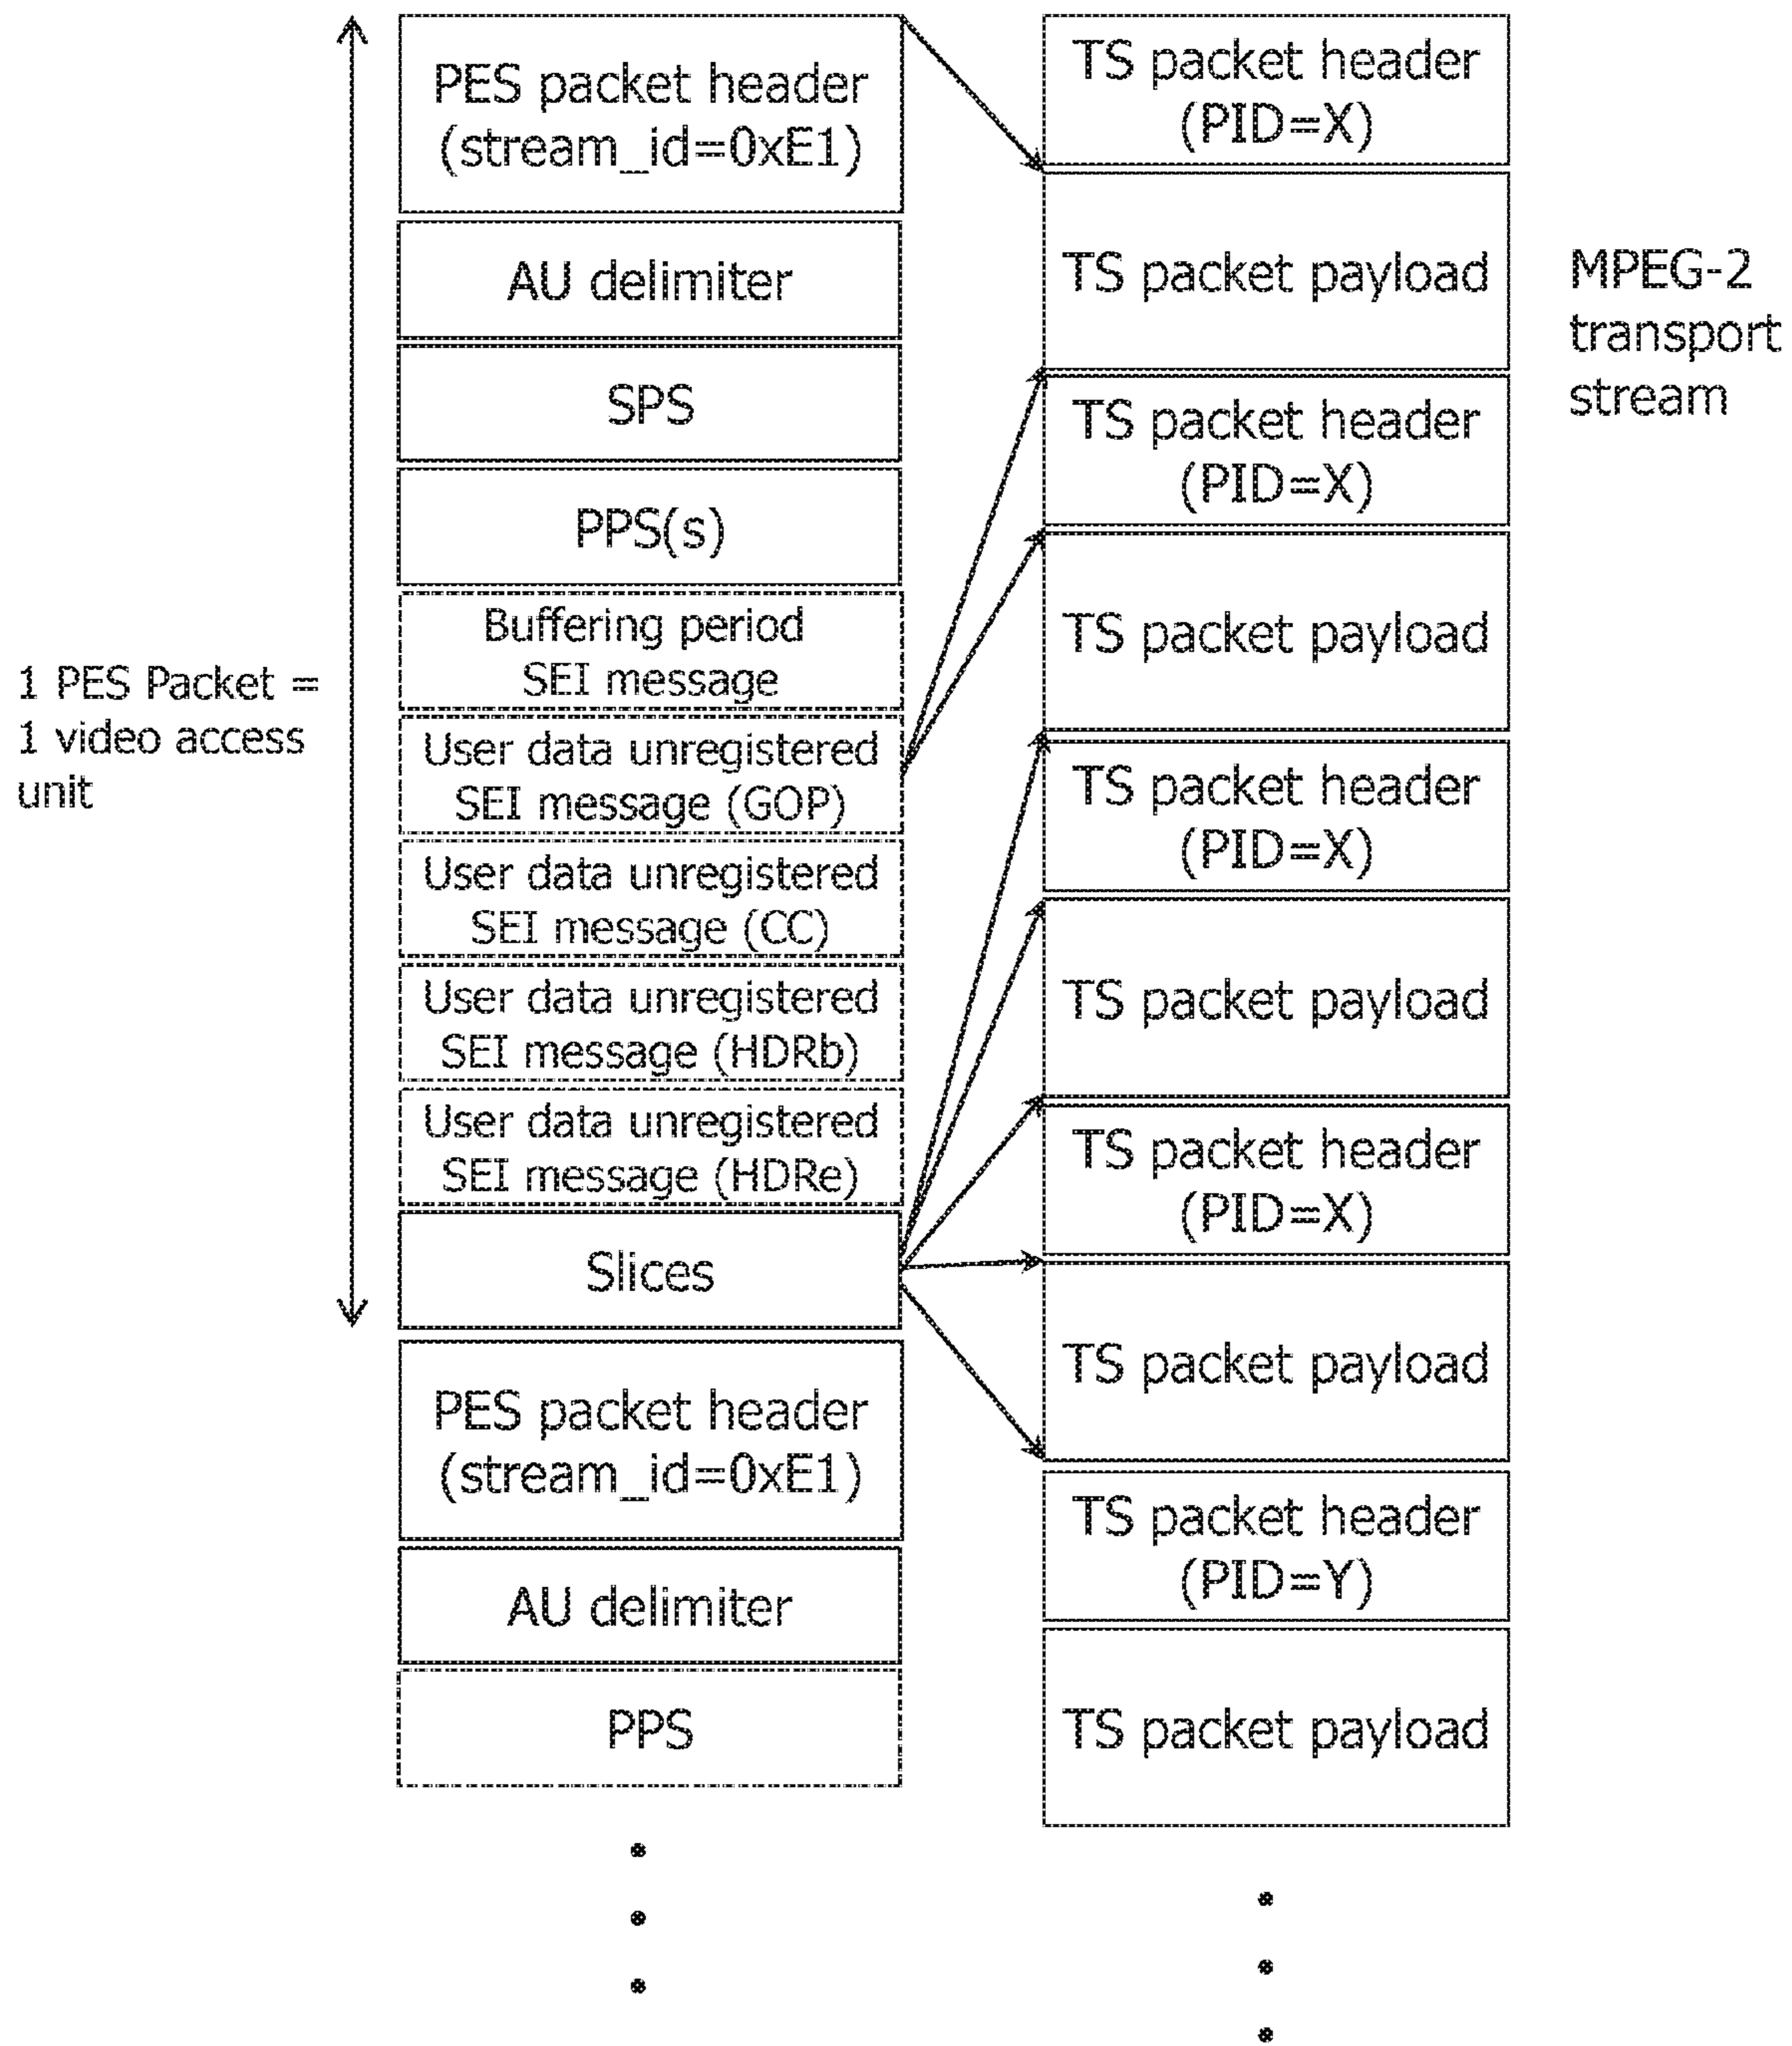 1 PES Packet =
1 video access
unit
PES packet header
(stream_id=0xE1)
AU delimiter
SPS
PPS(s)
Buffering period
SEI message
User data unregistered
SEI message (GOP)
User data unregistered
SEI message (CC)
User data unregistered
SEI message (HDRb)
User data unregistered
SEI message (HDRe)
Slices
PES packet header
(stream_id=0xE1)
AU delimiter
PPS
TS packet header
(PID=X)
TS packet payload
TS packet header
(PID=X)
TS packet payload
TS packet header
(PID=X)
TS packet payload
TS packet header
(PID=X)
TS packet payload
TS packet header
(PID=Y)
TS packet payload
MPEG-2
transport
stream